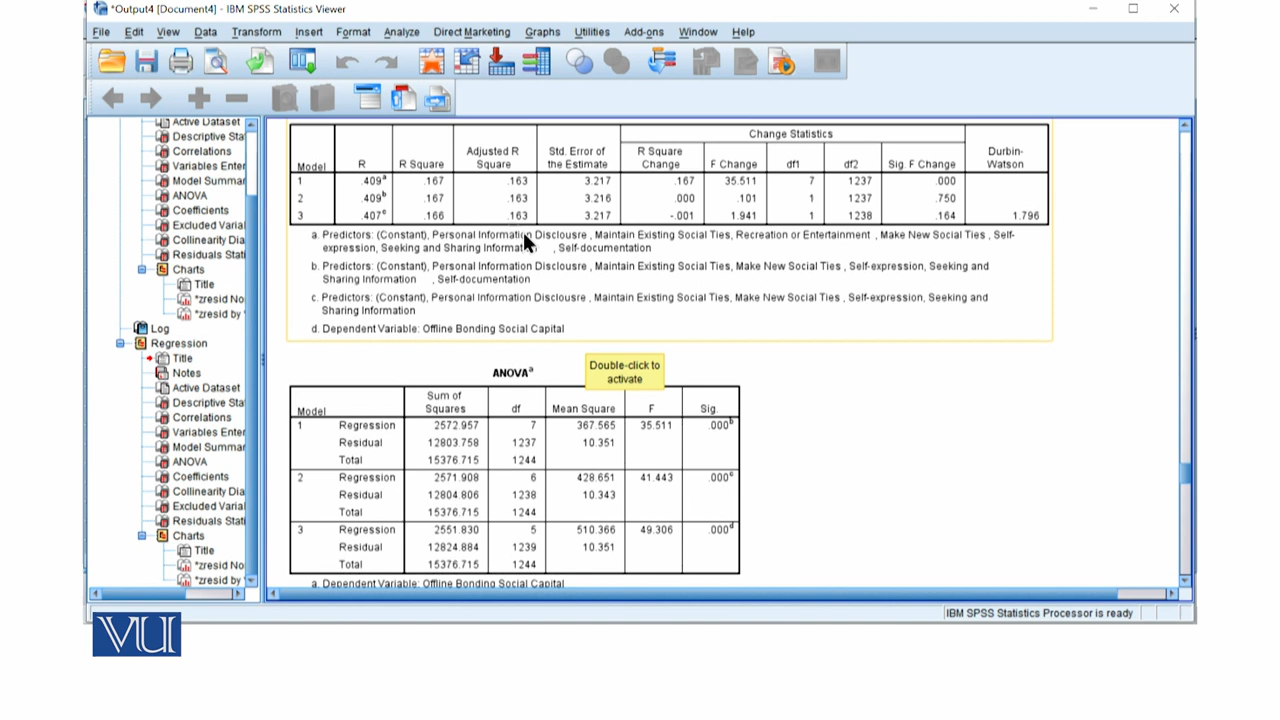 *Output4 [Document4] - IBM SPSS Statistics Viewer
File Edit View Data Transform Insert Format Analyze Direct Marketing Graphs Utilities Add-ons Window Help
Active Dataset
Descriptive Sta
Correlations
Variables Enter
Model Summar
ANOVA
Coefficients
Excluded Varial
Collinearity Dia
Residuals Stati
Charts
Title
*zresid No
*zresid by
Log
Regression
Title
Notes
Active Dataset
Descriptive Sta
Correlations
Variables Enter
Model Summar
ANOVA
Coefficients
Collinearity Dia
Excluded Varial
Residuals Stati
Charts
Title
*zresid No
*zresid by
Change Statistics
Model R R Square Adjusted R Square Std. Error of the Estimate R Square Change F Change df1 df2 Sig. F Change Durbin-Watson
1 .409a .167 .163 3.217 .167 35.511 7 1237 .000
2 .409b .167 .163 3.216 .000 .101 1 1237 .750
3 .407c .166 .163 3.217 -.001 1.941 1 1238 .164 1.796
a. Predictors: (Constant), Personal Information Disclousre , Maintain Existing Social Ties, Recreation or Entertainment , Make New Social Ties , Self-
expression, Seeking and Sharing Information , Self-documentation
b. Predictors: (Constant), Personal Information Disclousre , Maintain Existing Social Ties, Make New Social Ties , Self-expression, Seeking and
Sharing Information , Self-documentation
c. Predictors: (Constant), Personal Information Disclousre , Maintain Existing Social Ties, Make New Social Ties , Self-expression, Seeking and
Sharing Information
d. Dependent Variable: Offline Bonding Social Capital
Double-click to
activate
ANOVAa
Model Sum of Squares df Mean Square F Sig.
1 Regression 2572.957 7 367.565 35.511 .000b
Residual 12803.758 1237 10.351
Total 15376.715 1244
2 Regression 2571.908 6 428.651 41.443 .000c
Residual 12804.806 1238 10.343
Total 15376.715 1244
3 Regression 2551.830 5 510.366 49.306 .000d
Residual 12824.884 1239 10.351
Total 15376.715 1244
a. Dependent Variable: Offline Bonding Social Capital
IBM SPSS Statistics Processor is ready
VU